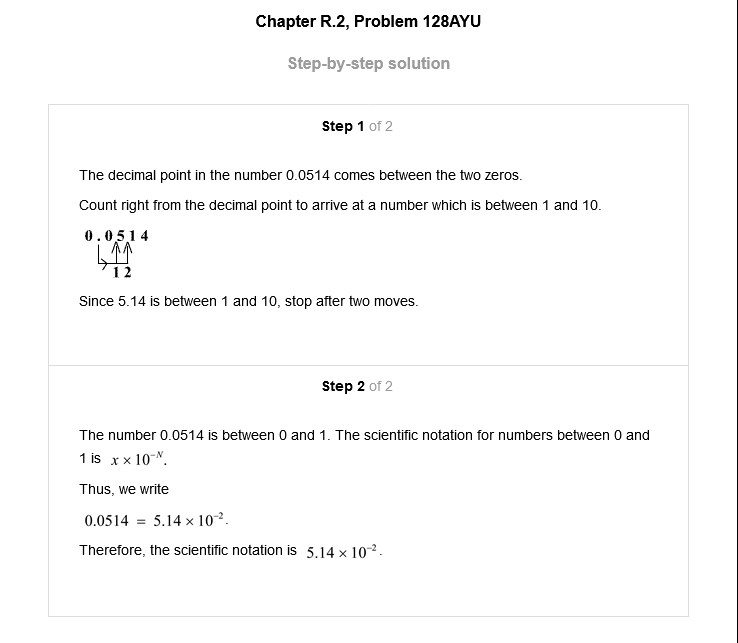 Chapter R.2, Problem 128AYU
Step-by-step solution
Step 1 of 2
The decimal point in the number 0.0514 comes between the two zeros.
Count right from the decimal point to arrive at a number which is between 1 and 10.
0.0514
1 2
Since 5.14 is between 1 and 10, stop after two moves.
Step 2 of 2
The number 0.0514 is between 0 and 1. The scientific notation for numbers between 0 and
1 is x × 10⁻ᴺ.
Thus, we write
0.0514 = 5.14 × 10⁻².
Therefore, the scientific notation is 5.14 × 10⁻².